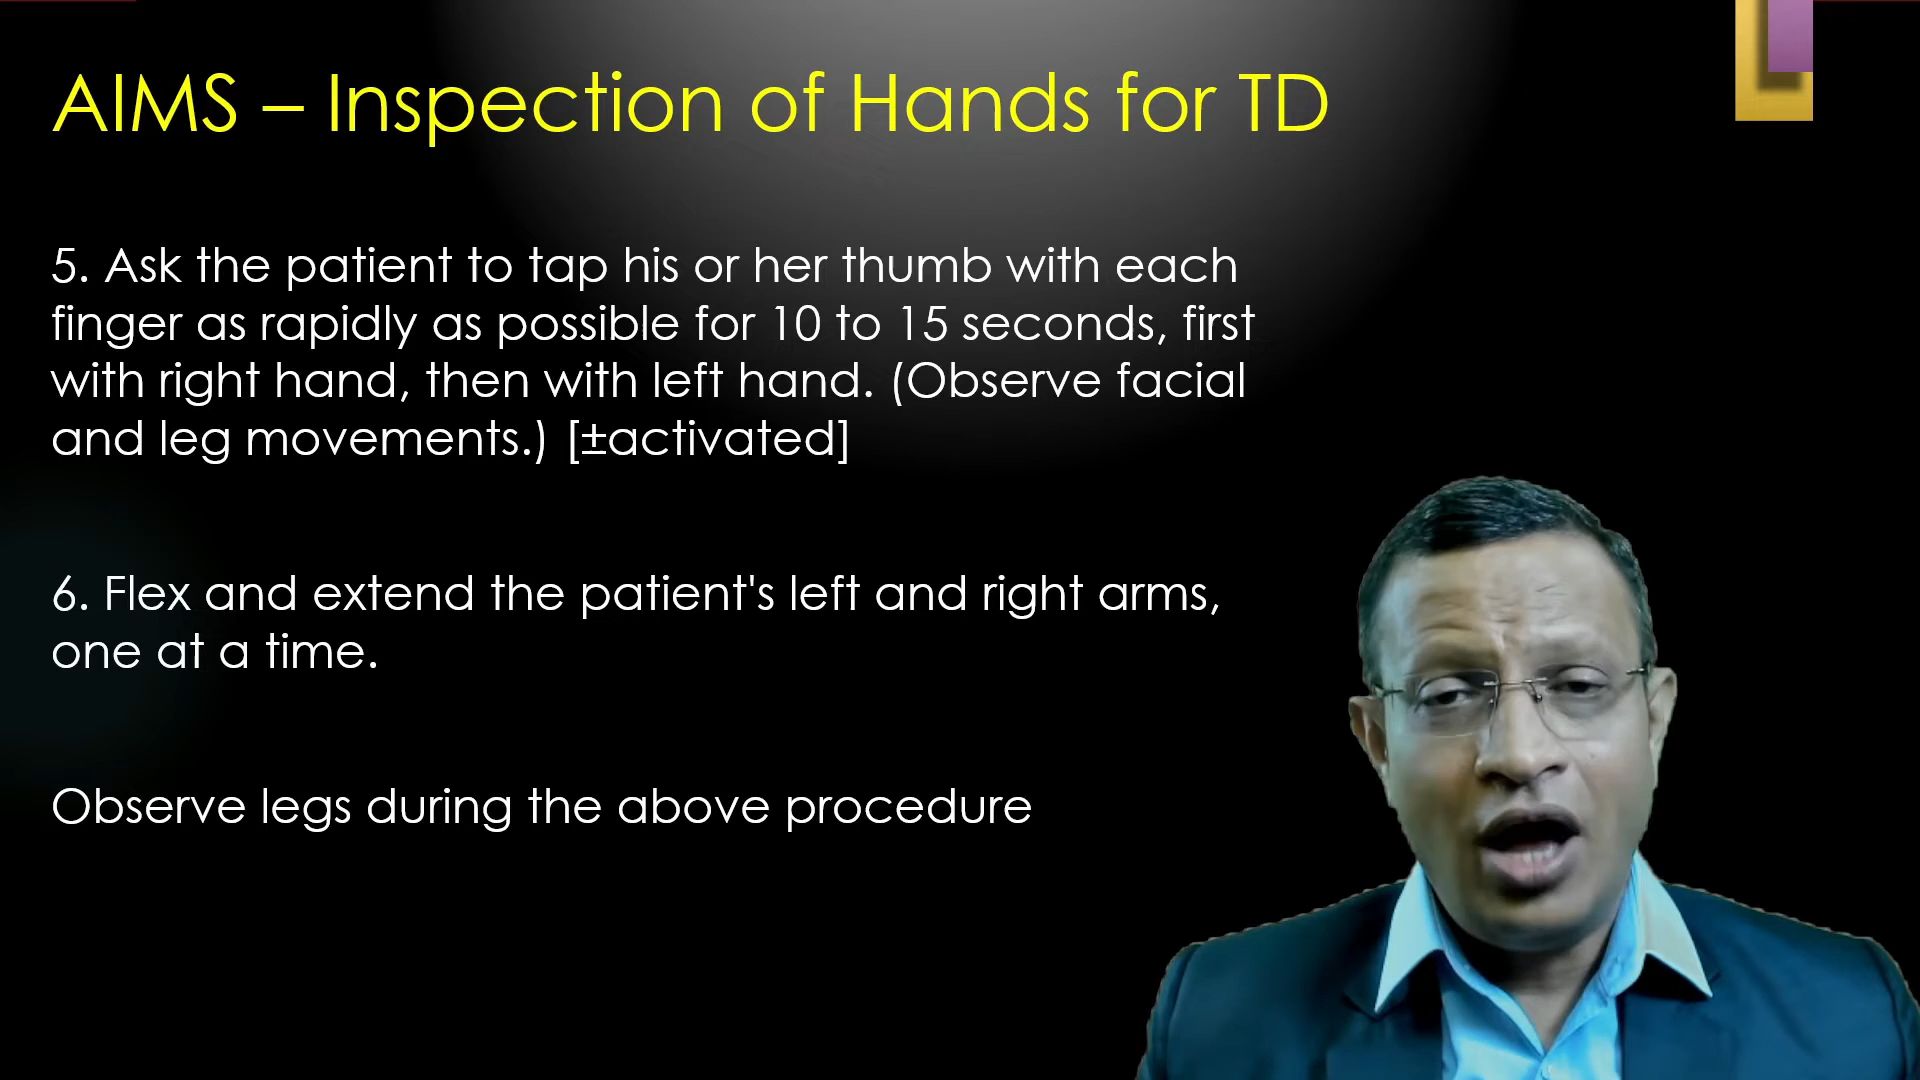 AIMS – Inspection of Hands for TD
5. Ask the patient to tap his or her thumb with each
finger as rapidly as possible for 10 to 15 seconds, first
with right hand, then with left hand. (Observe facial
and leg movements.) [±activated]
6. Flex and extend the patient's left and right arms,
one at a time.
Observe legs during the above procedure